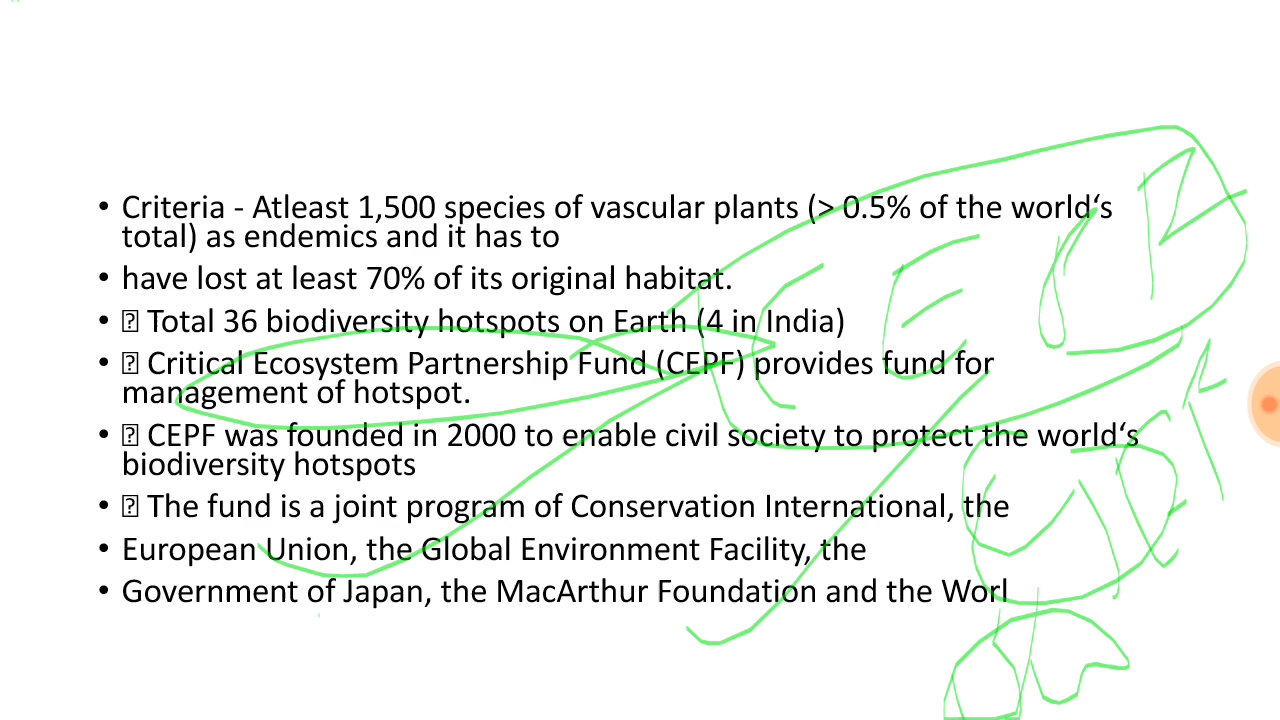 • Criteria - Atleast 1,500 species of vascular plants (> 0.5% of the world‘s
total) as endemics and it has to
• have lost at least 70% of its original habitat.
• Total 36 biodiversity hotspots on Earth (4 in India)
• Critical Ecosystem Partnership Fund (CEPF) provides fund for
management of hotspot.
• CEPF was founded in 2000 to enable civil society to protect the world‘s
biodiversity hotspots
• The fund is a joint program of Conservation International, the
• European Union, the Global Environment Facility, the
• Government of Japan, the MacArthur Foundation and the Worl